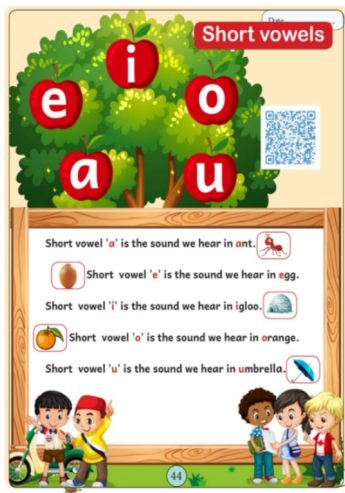 Date
Short vowels
i
e
o
a
u
Short vowel 'a' is the sound we hear in ant.
Short vowel 'e' is the sound we hear in egg.
Short vowel 'i' is the sound we hear in igloo.
Short vowel 'o' is the sound we hear in orange.
Short vowel 'u' is the sound we hear in umbrella.
44